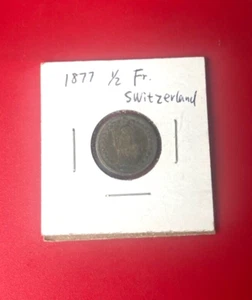 1877 ½ Fr.
Switzerland